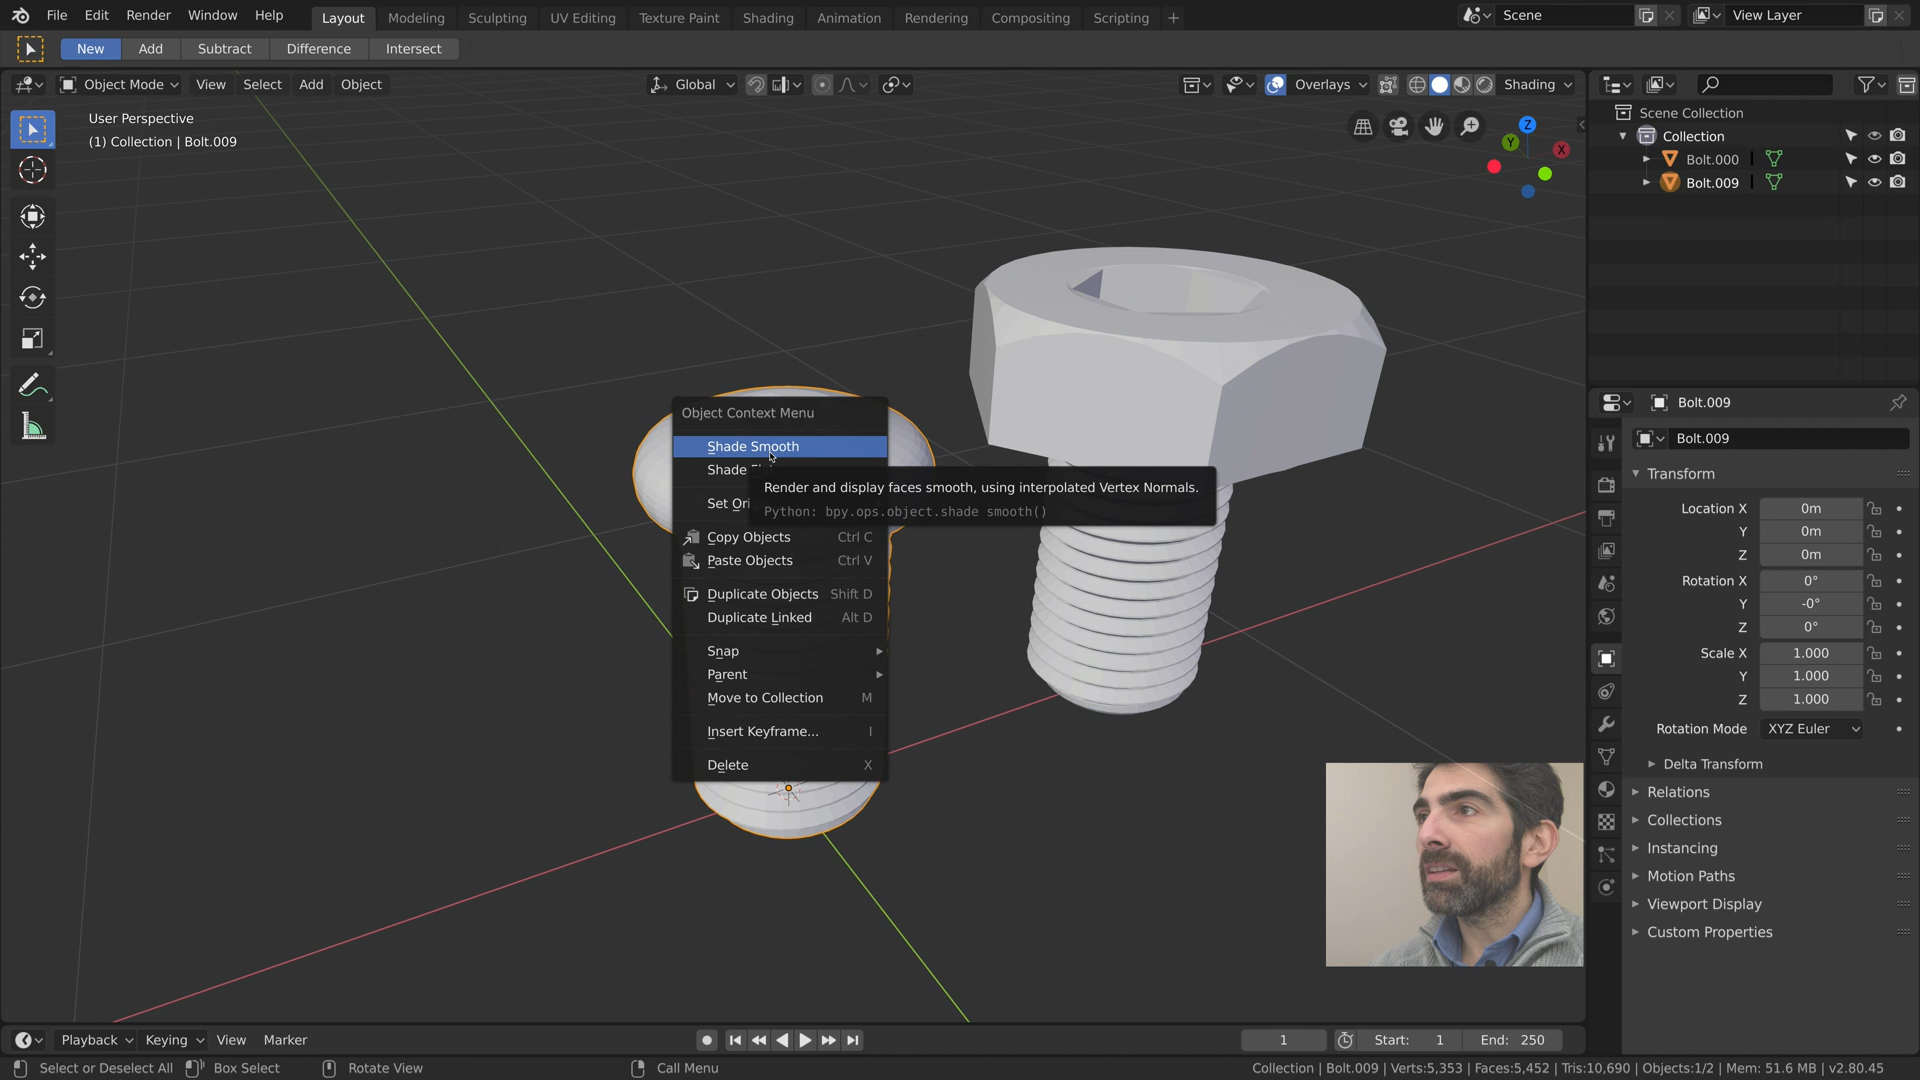 File Edit Render Window Help Layout Modeling Sculpting UV Editing Texture Paint Shading Animation Rendering Compositing Scripting + Scene View Layer
New Add Subtract Difference Intersect
Object Mode View Select Add Object Global Overlays Shading
User Perspective
(1) Collection | Bolt.009
Z
Y
X
Scene Collection
Collection
Bolt.000
Bolt.009
Object Context Menu
Shade Smooth
Shade
Render and display faces smooth, using interpolated Vertex Normals.
Set Ori
Python: bpy.ops.object.shade smooth()
Copy Objects Ctrl C
Paste Objects Ctrl V
Duplicate Objects Shift D
Duplicate Linked Alt D
Snap
Parent
Move to Collection M
Insert Keyframe... I
Delete X
Bolt.009
Bolt.009
Transform
Location X 0m
Y 0m
Z 0m
Rotation X 0°
Y -0°
Z 0°
Scale X 1.000
Y 1.000
Z 1.000
Rotation Mode XYZ Euler
Delta Transform
Relations
Collections
Instancing
Motion Paths
Viewport Display
Custom Properties
Playback Keying View Marker 1 Start: 1 End: 250
Select or Deselect All Box Select Rotate View Call Menu Collection | Bolt.009 | Verts:5,353 | Faces:5,452 | Tris:10,690 | Objects:1/2 | Mem: 51.6 MB | v2.80.45